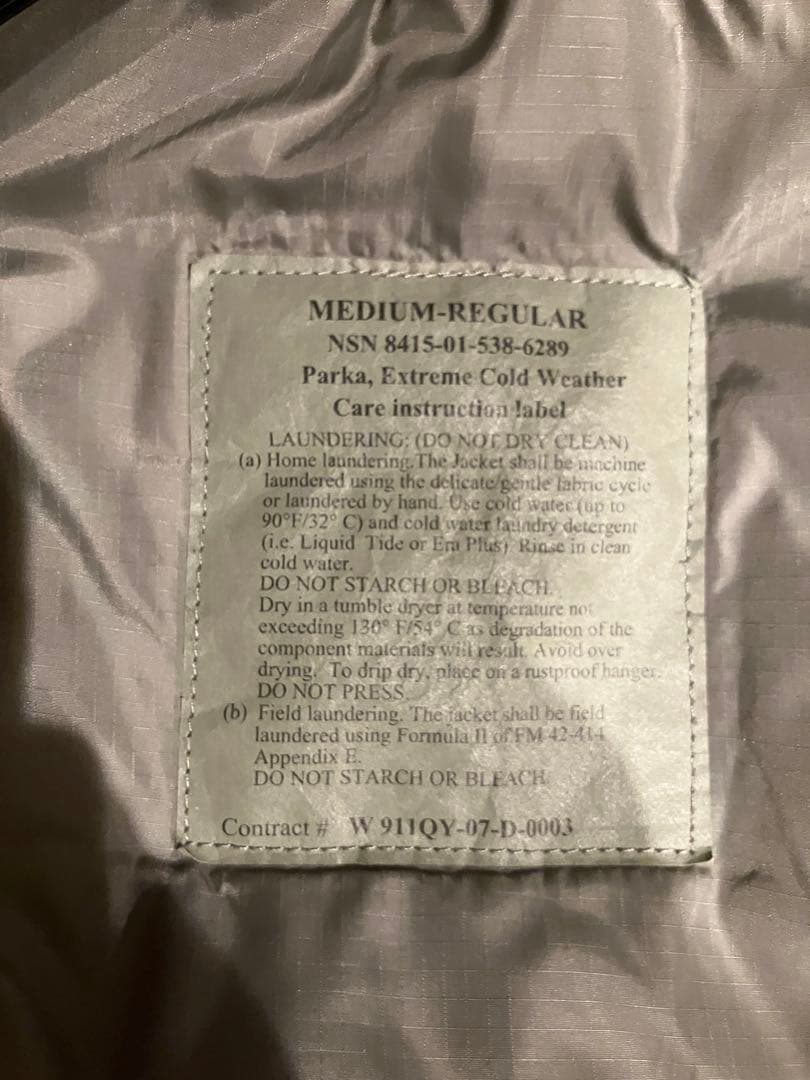 MEDIUM-REGULAR
NSN 8415-01-538-6289
Parka, Extreme Cold Weather
Care instruction label
LAUNDERING: (DO NOT DRY CLEAN)
(a) Home laundering. The Jacket shall be machine
laundered using the delicate/gentle fabric cycle
or laundered by hand. Use cold water (up to
90°F/32° C) and cold water laundry detergent
(i.e. Liquid Tide or Era Plus) Rinse in clean
cold water.
DO NOT STARCH OR BLEACH.
Dry in a tumble dryer at temperature not
exceeding 130° F/54° C as degradation of the
component materials will result. Avoid over
drying. To drip dry, place on a rustproof hanger.
DO NOT PRESS.
(b) Field laundering. The jacket shall be field
laundered using Formula II of FM 42-414
Appendix E.
DO NOT STARCH OR BLEACH
Contract # W 911QY-07-D-0003